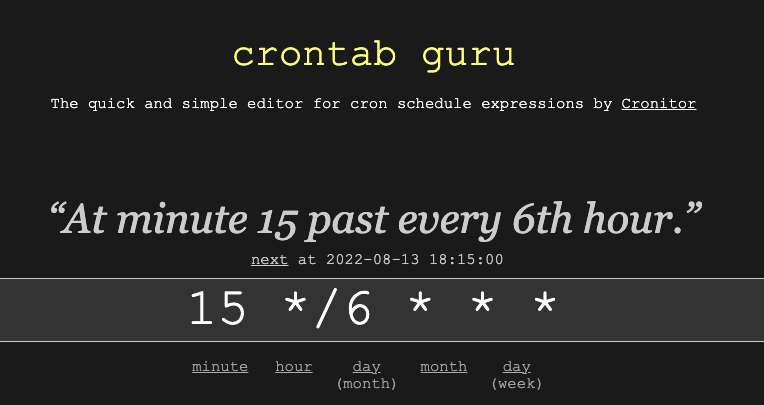 crontab guru
The quick and simple editor for cron schedule expressions by Cronitor
“At minute 15 past every 6th hour.”
next at 2022-08-13 18:15:00
15 */6 * * *
minute hour day month day
(month) (week)